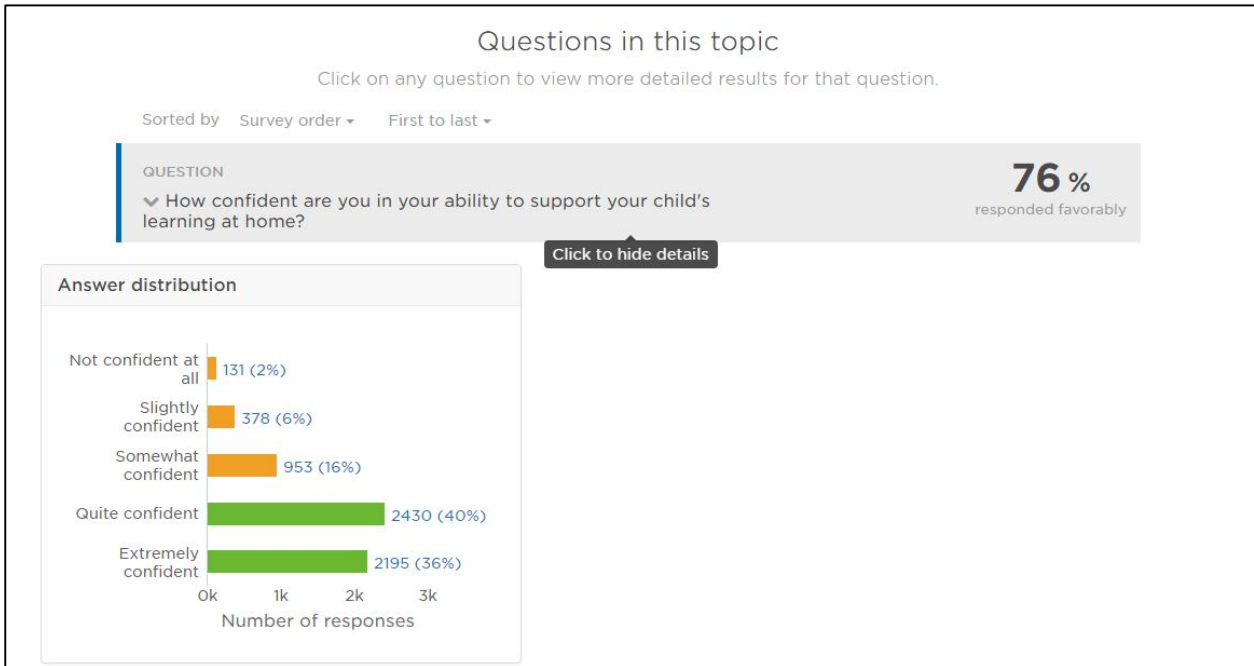 Questions in this topic
Click on any question to view more detailed results for that question.
Sorted by Survey order First to last
QUESTION
How confident are you in your ability to support your child's
learning at home?
76 %
responded favorably
Click to hide details
Answer distribution
Not confident at
all
131 (2%)
Slightly
confident
378 (6%)
Somewhat
confident
953 (16%)
Quite confident
2430 (40%)
Extremely
confident
2195 (36%)
0k 1k 2k 3k
Number of responses